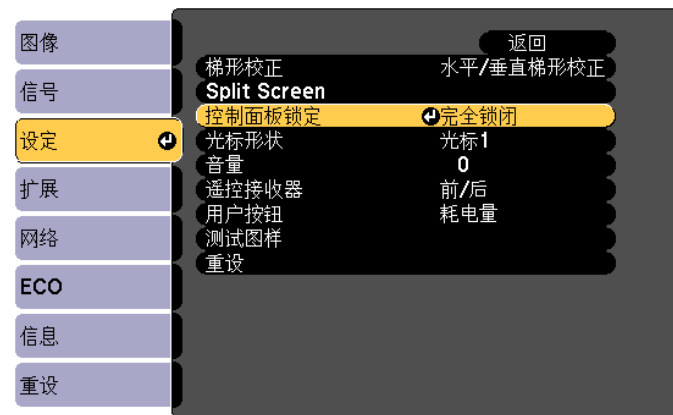 图像
信号
设定
扩展
网络
ECO
信息
重设
返回
梯形校正 水平/垂直梯形校正
Split Screen
控制面板锁定 完全锁闭
光标形状 光标1
音量 0
遥控接收器 前/后
用户按钮 耗电量
测试图样
重设